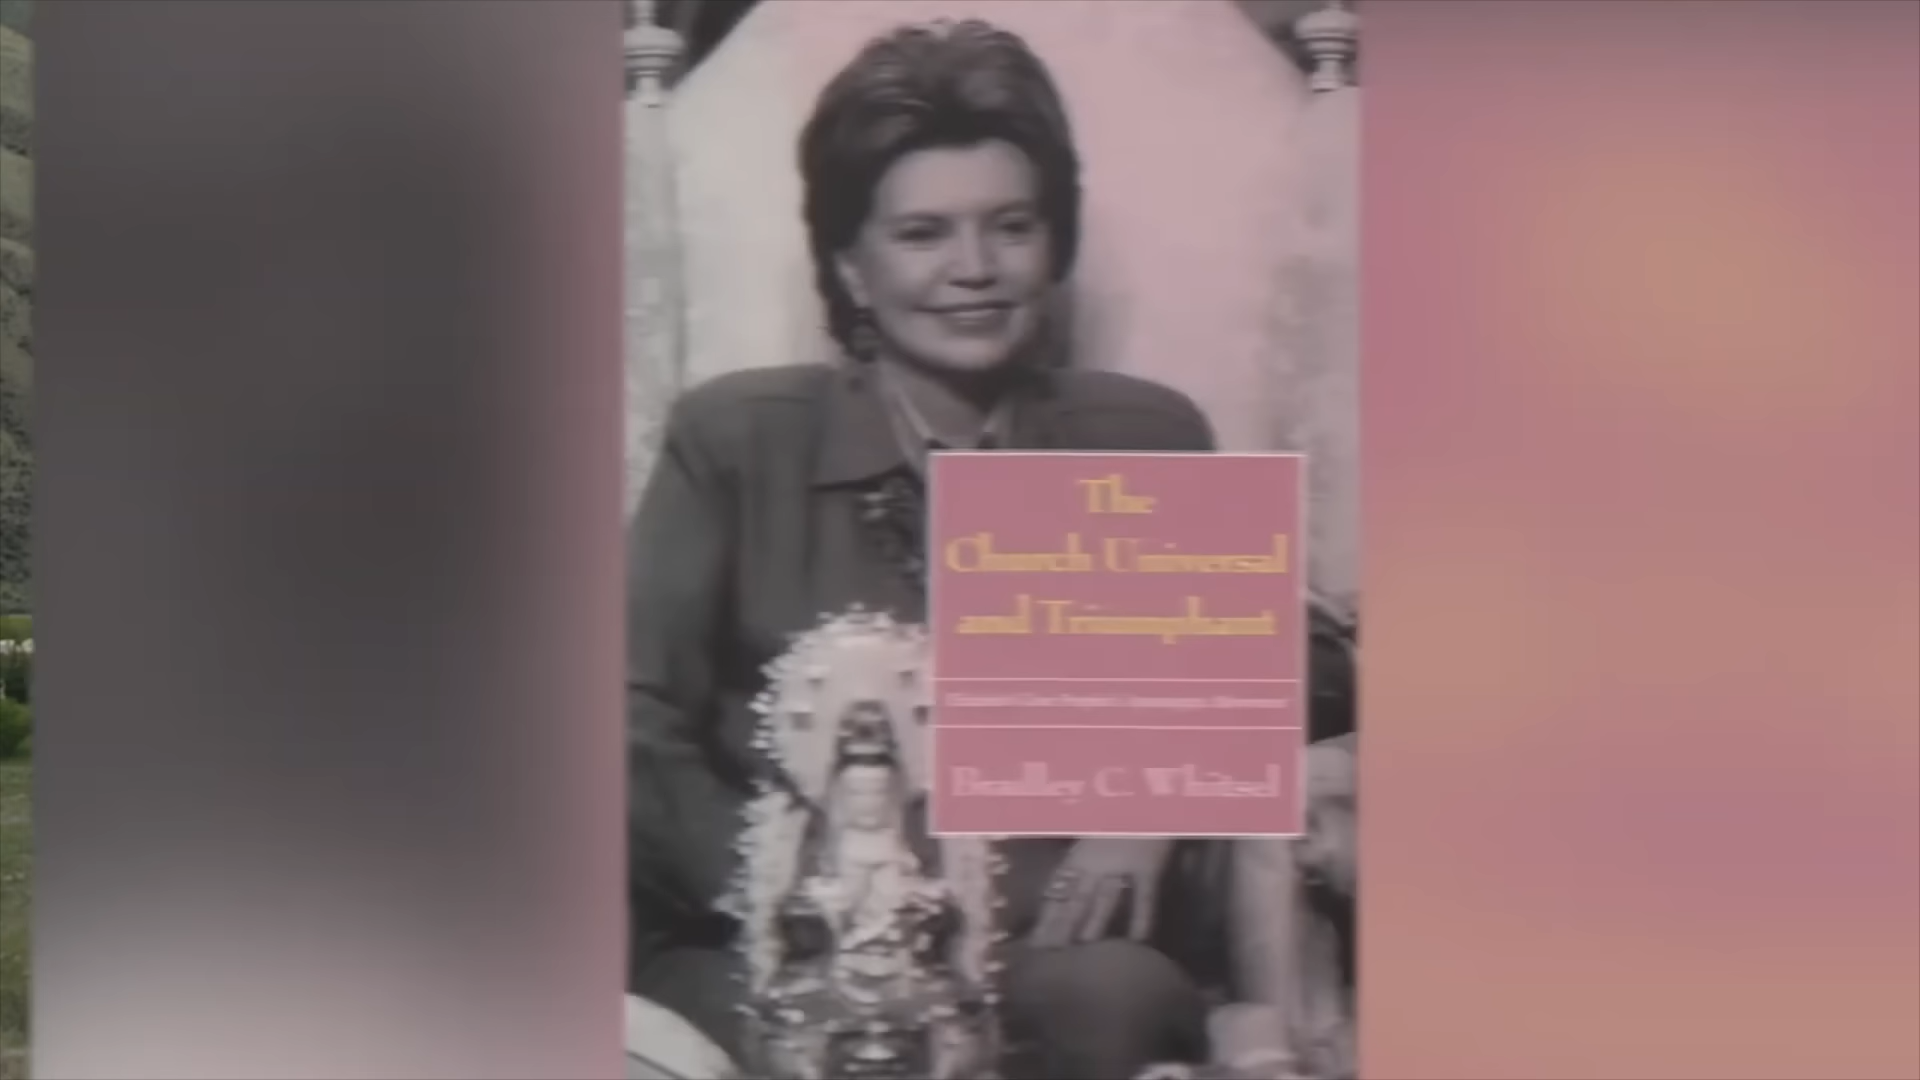 The
Church Universal
and Triumphant
Bradley C. Whitsel